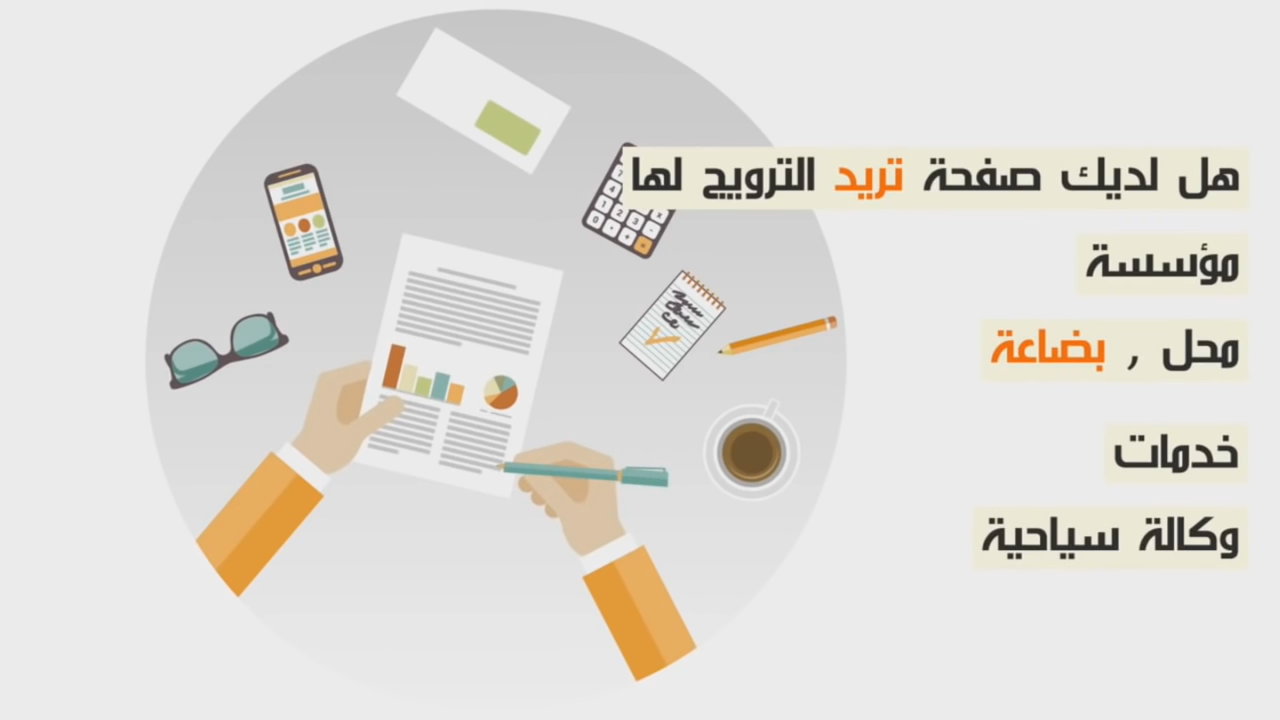 هل لديك صفحة تريد الترويج لها
مؤسسة
محل , بضاعة
خدمات
وكالة سياحية